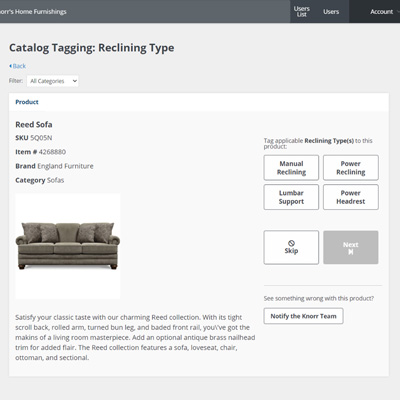 norr's Home Furnishings
Users List
Users
Account
Catalog Tagging: Reclining Type
Back
Filter:
All Categories
Product
Reed Sofa
SKU 5Q05N
Item # 4268880
Brand England Furniture
Category Sofas
Tag applicable Reclining Type(s) to this
product:
Manual
Reclining
Power
Reclining
Lumbar
Support
Power
Headrest
Skip
Next
See something wrong with this product?
Notify the Knorr Team
Satisfy your classic taste with our charming Reed collection. With its tight
scroll back, rolled arm, turned bun leg, and baded front rail, you\'ve got the
makins of a living room masterpiece. Add an optional antique brass nailhead
trim for added flair. The Reed collection features a sofa, loveseat, chair,
ottoman, and sectional.